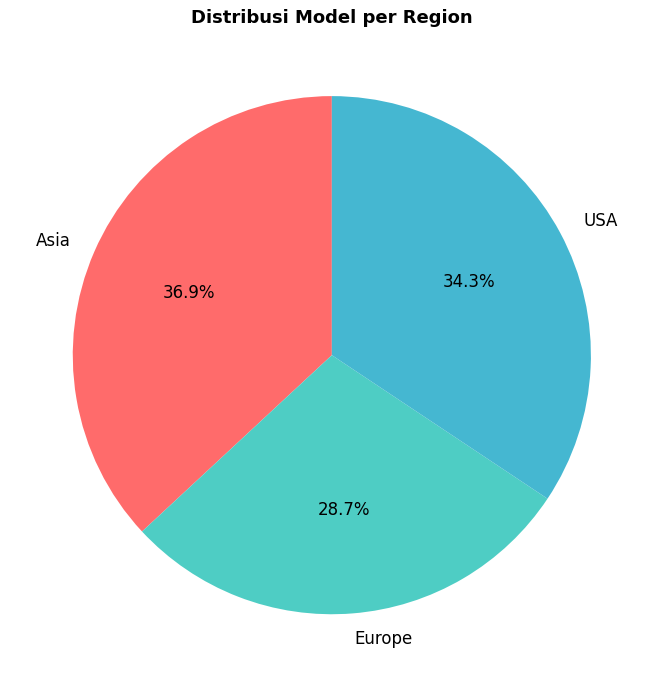 Distribusi Model per Region
USA
Asia
34.3%
36.9%
28.7%
Europe